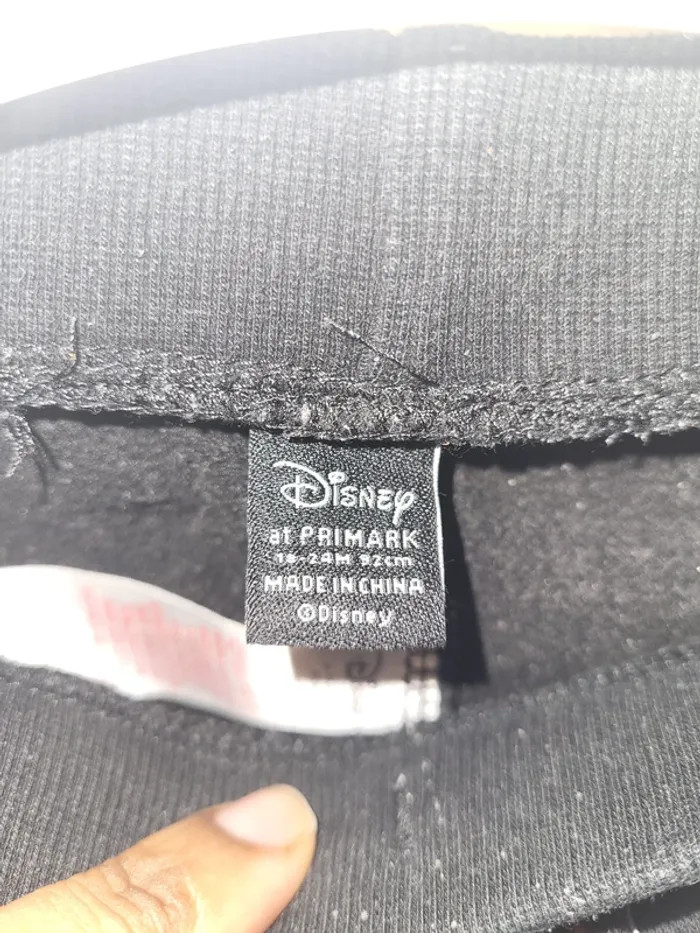 Disney
at PRIMARK
18-24M 92cm
MADE IN CHINA
©Disney